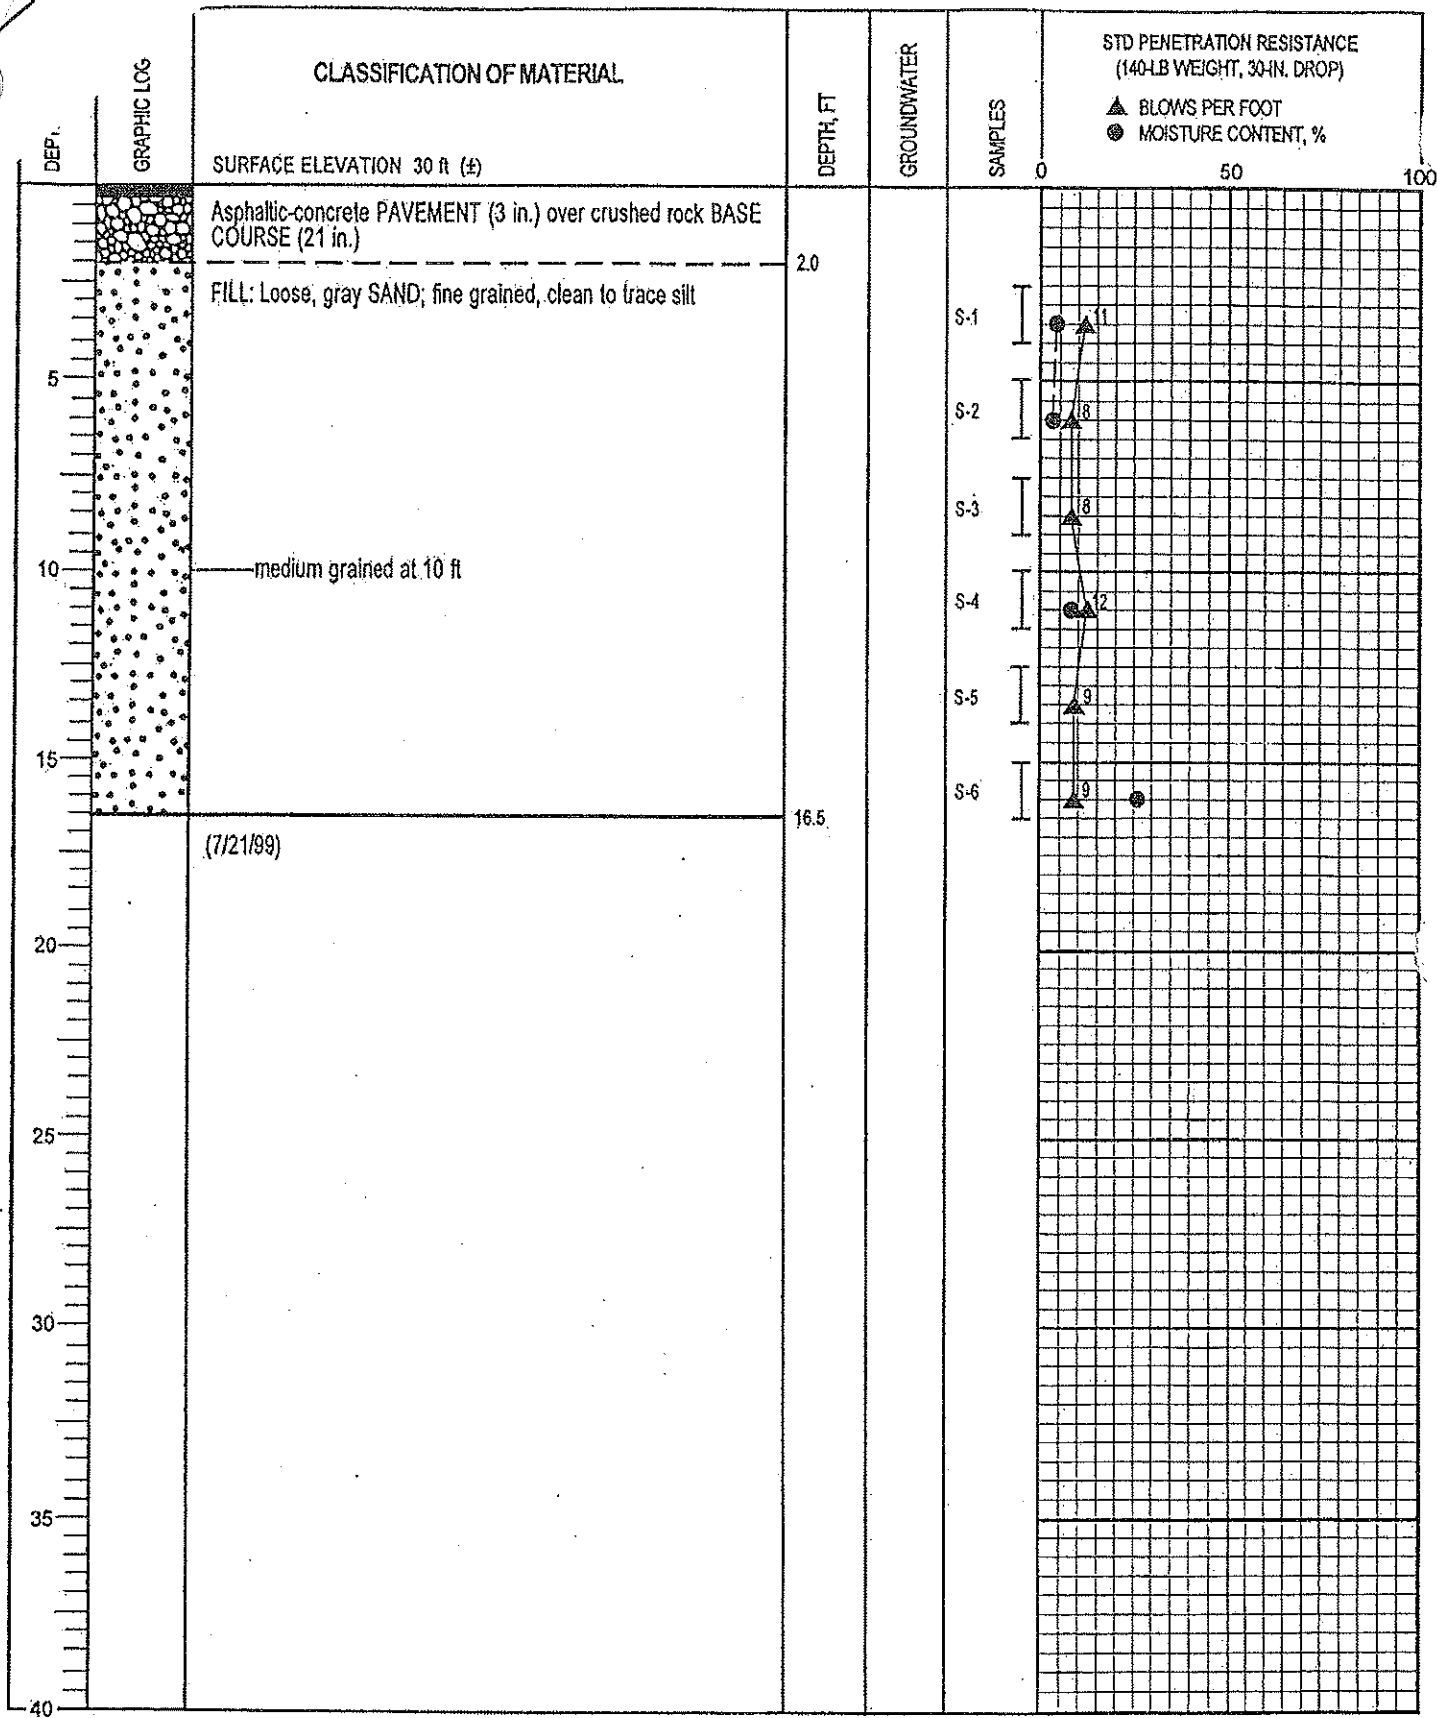 DEPT.
GRAPHIC LOG
CLASSIFICATION OF MATERIAL
SURFACE ELEVATION 30 ft (±)
DEPTH, FT
GROUNDWATER
SAMPLES
STD PENETRATION RESISTANCE
(140-LB WEIGHT, 30-IN. DROP)
▲ BLOWS PER FOOT
● MOISTURE CONTENT, %
0 50 100
Asphaltic-concrete PAVEMENT (3 in.) over crushed rock BASE
COURSE (21 in.)
2.0
FILL: Loose, gray SAND; fine grained, clean to trace silt
S-1 11
5
S-2 8
S-3 8
10 medium grained at 10 ft
S-4 12
S-5 9
15
S-6 9
16.5
(7/21/99)
20
25
30
35
40